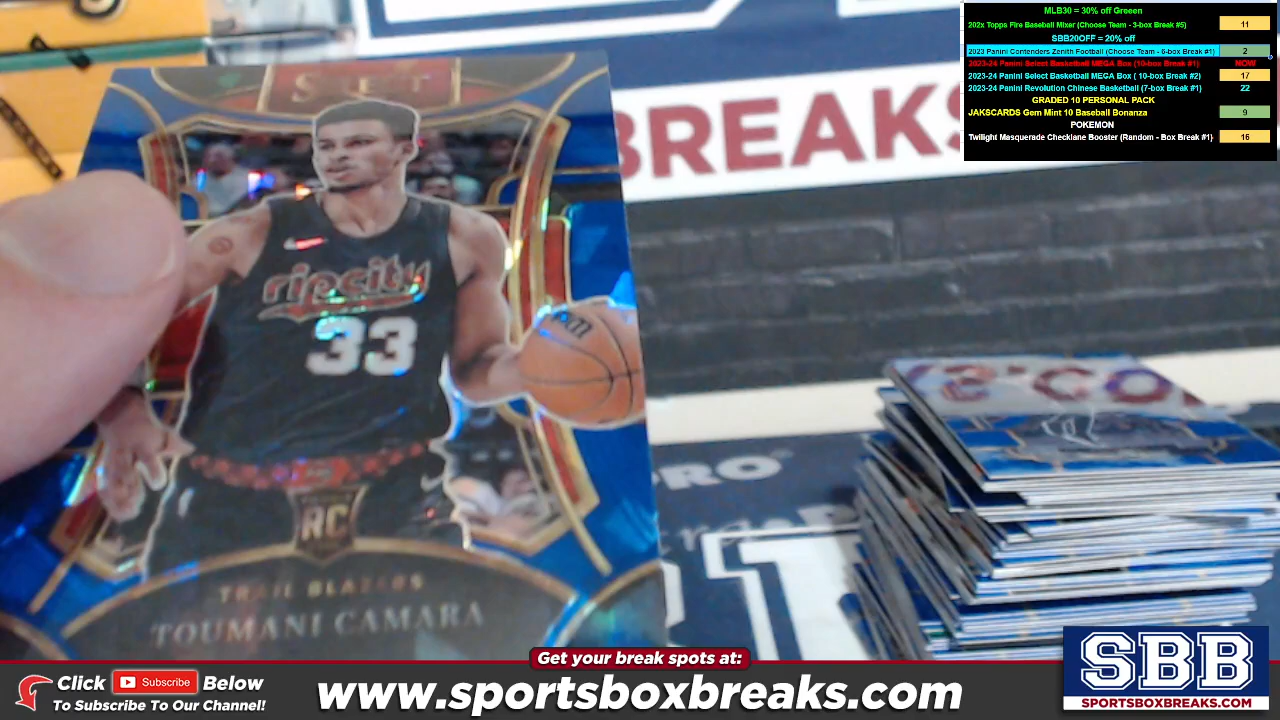 MLB30 = 30% off Greeen
202x Topps Fire Baseball Mixer (Choose Team - 3-box Break #5) 11
SBB20OFF = 20% off
2023 Panini Contenders Zenith Football (Choose Team - 6-box Break #1) 2
2023-24 Panini Select Basketball MEGA Box (10-box Break #1) NOW
2023-24 Panini Select Basketball MEGA Box ( 10-box Break #2) 17
2023-24 Panini Revolution Chinese Basketball (7-box Break #1) 22
GRADED 10 PERSONAL PACK
JAKSCARDS Gem Mint 10 Baseball Bonanza 9
POKEMON
Twilight Masquerade Checklane Booster (Random - Box Break #1) 16
BREAKS
ripcity
33
RC
TRAIL BLAZERS
TOUMANI CAMARA
PRO
Get your break spots at:
Click Subscribe Below
To Subscribe To Our Channel!
www.sportsboxbreaks.com
SBB
SPORTSBOXBREAKS.COM